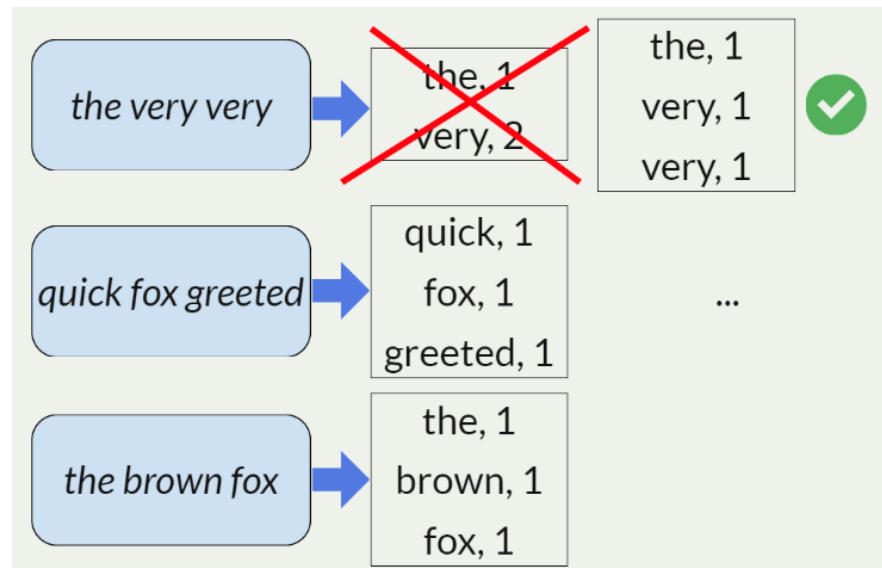 the very very
the, 1
very, 2
the, 1
very, 1
very, 1
quick fox greeted
quick, 1
fox, 1
greeted, 1
...
the brown fox
the, 1
brown, 1
fox, 1